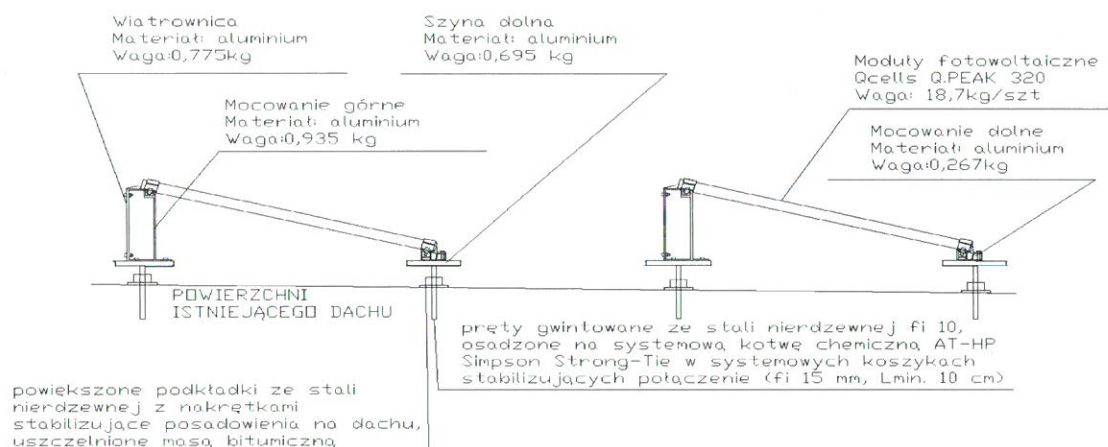 Wiatrownica
Materiał: aluminium
Waga:0,775kg
Szyna dolna
Materiał: aluminium
Waga:0,695 kg
Moduły fotowoltaiczne
Qcells Q.PEAK 320
Waga: 18,7kg/szt
Mocowanie górne
Materiał: aluminium
Waga:0,935 kg
Mocowanie dolne
Materiał: aluminium
Waga:0,267kg
POWIERZCHNI
ISTNIEJĄCEGO DACHU
pręty gwintowane ze stali nierdzewnej fi 10,
osadzone na systemową kotwę chemiczną AT-HP
Simpson Strong-Tie w systemowych koszykach
stabilizujących połączenie (fi 15 mm, Lmin. 10 cm)
powiększone podkładki ze stali
nierdzewnej z nakrętkami
stabilizujące posadowienia na dachu,
uszczelnione masą bitumiczną